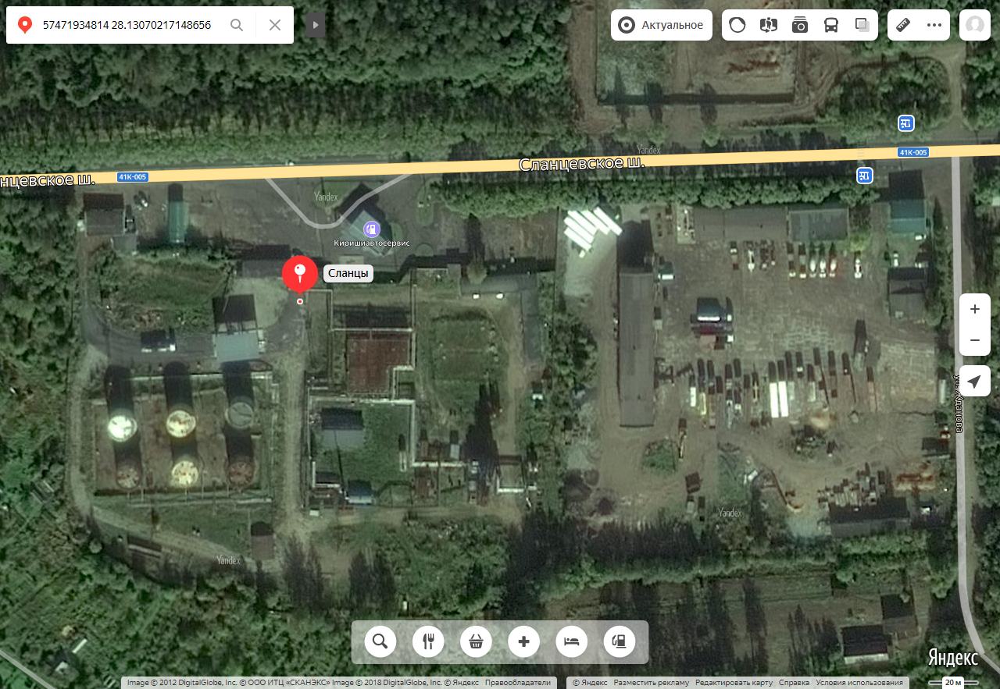 57471934814 28.13070217148656
Актуальное
Yandex
41К-005
Сланцевское ш.
41К-005
нцевское ш.
Yandex
Киришиавтосервис
Сланцы
ул. Жданова
Yandex
Yandex
Яндекс
Image © 2012 DigitalGlobe, Inc. © ООО ИТЦ «СКАНЭКС» Image © 2018 DigitalGlobe, Inc. © Яндекс Правообладатели
© Яндекс Разместить рекламу Редактировать карту Справка Условия использования
20 м